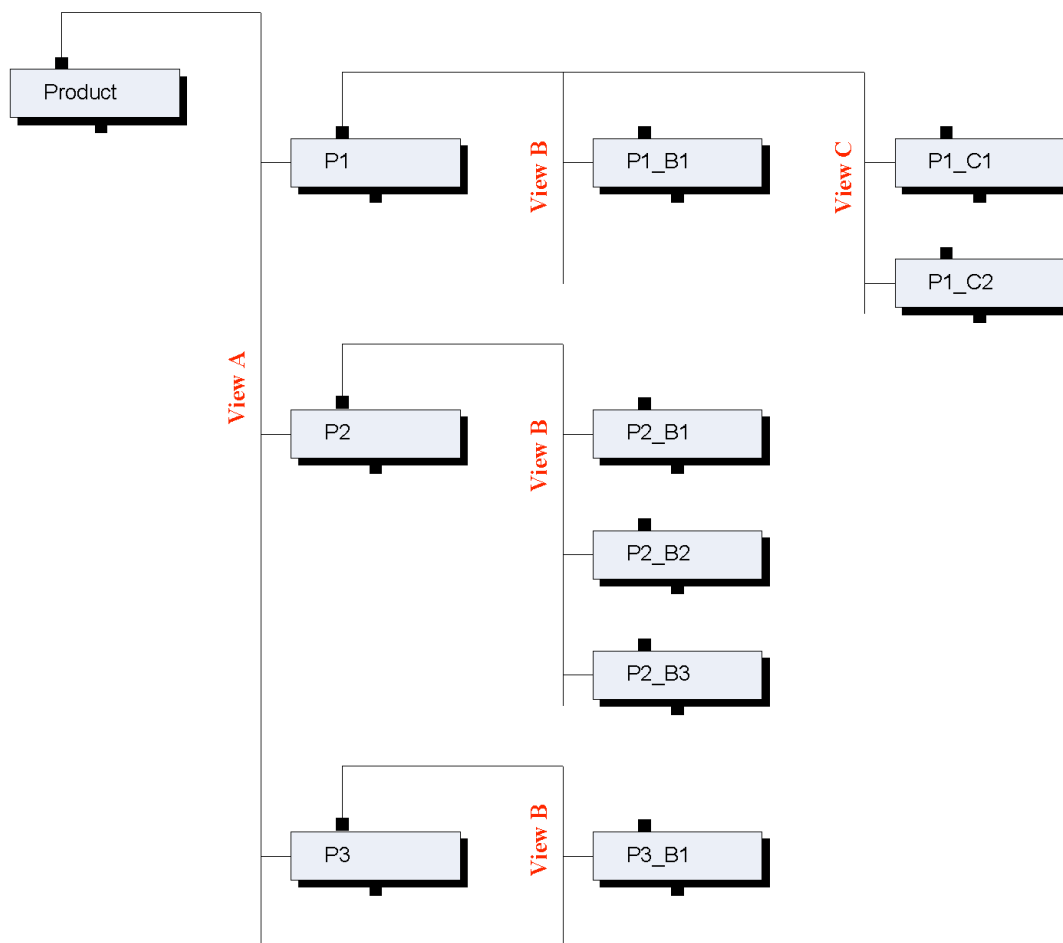 Product
P1
View B
P1_B1
View C
P1_C1
P1_C2
View A
P2
View B
P2_B1
P2_B2
P2_B3
P3
View B
P3_B1